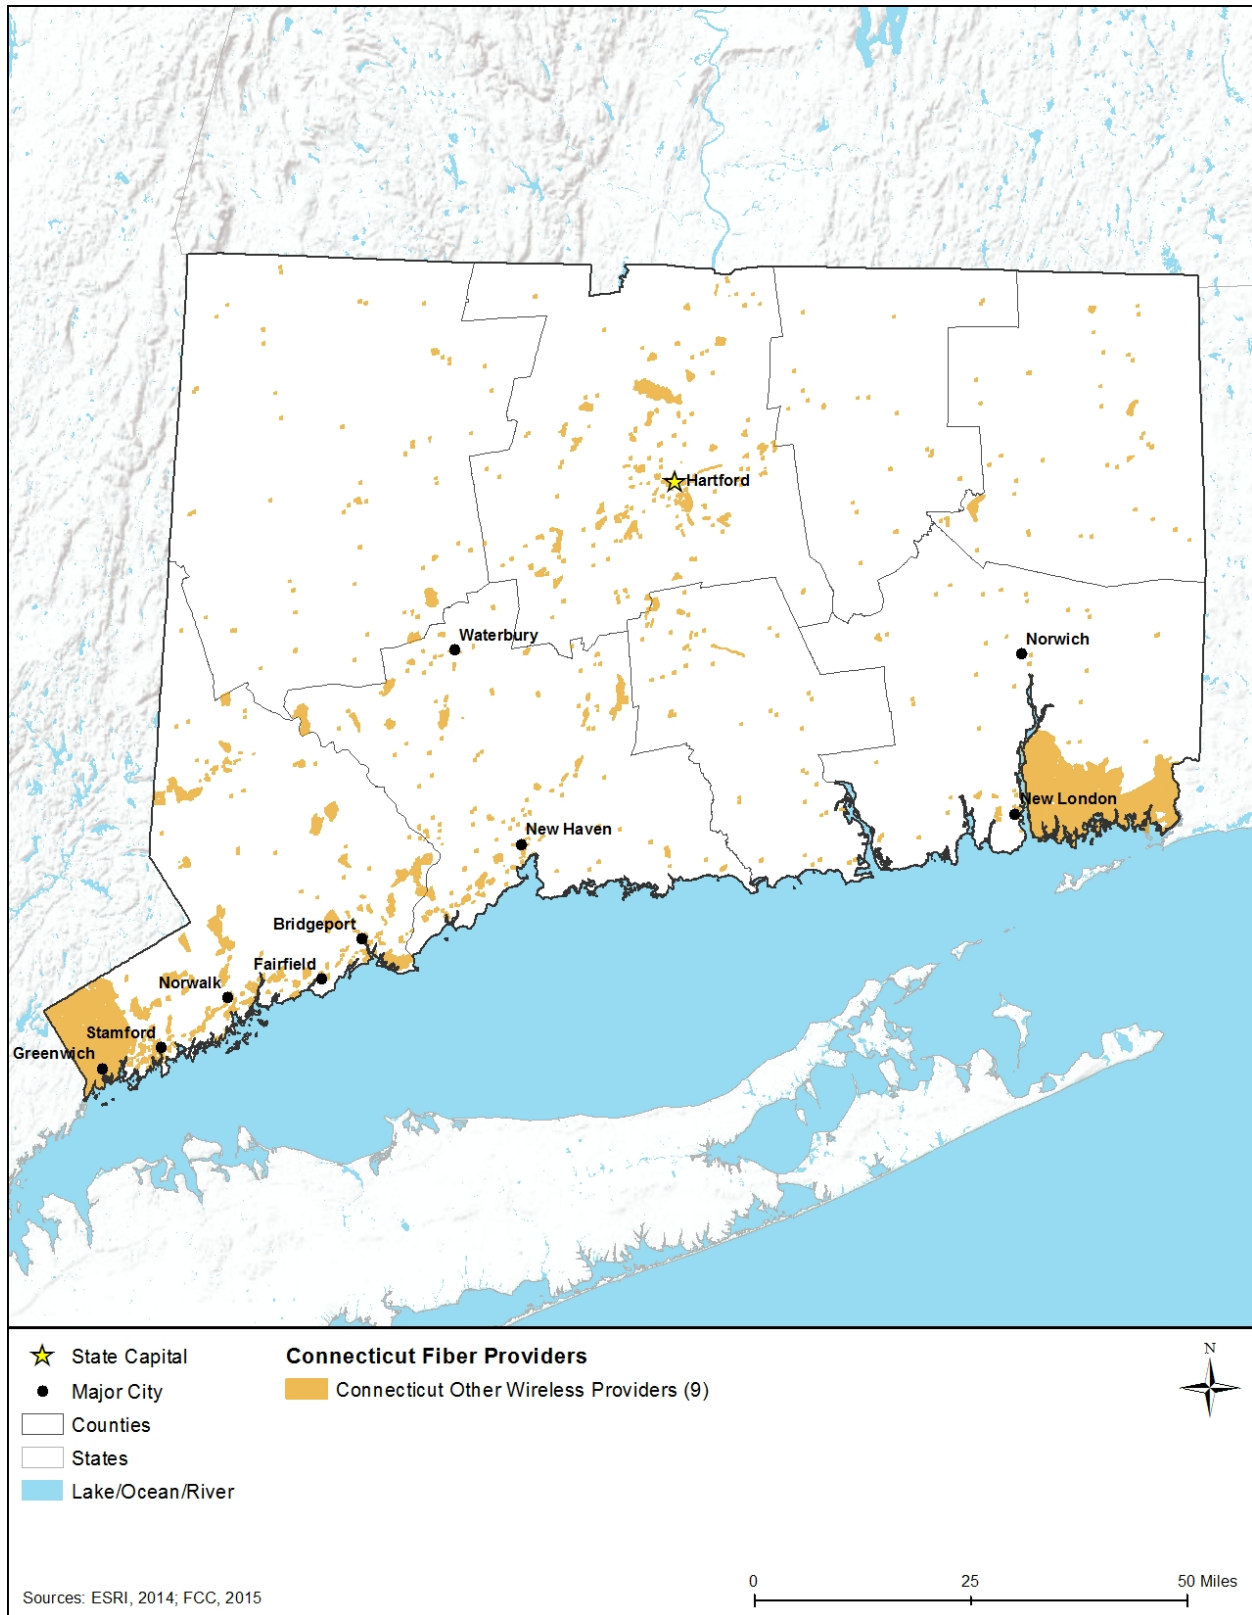 Hartford
Waterbury
Norwich
New London
New Haven
Bridgeport
Fairfield
Norwalk
Stamford
Greenwich
State Capital
Major City
Counties
States
Lake/Ocean/River
Connecticut Fiber Providers
Connecticut Other Wireless Providers (9)
N
Sources: ESRI, 2014; FCC, 2015
0 25 50 Miles